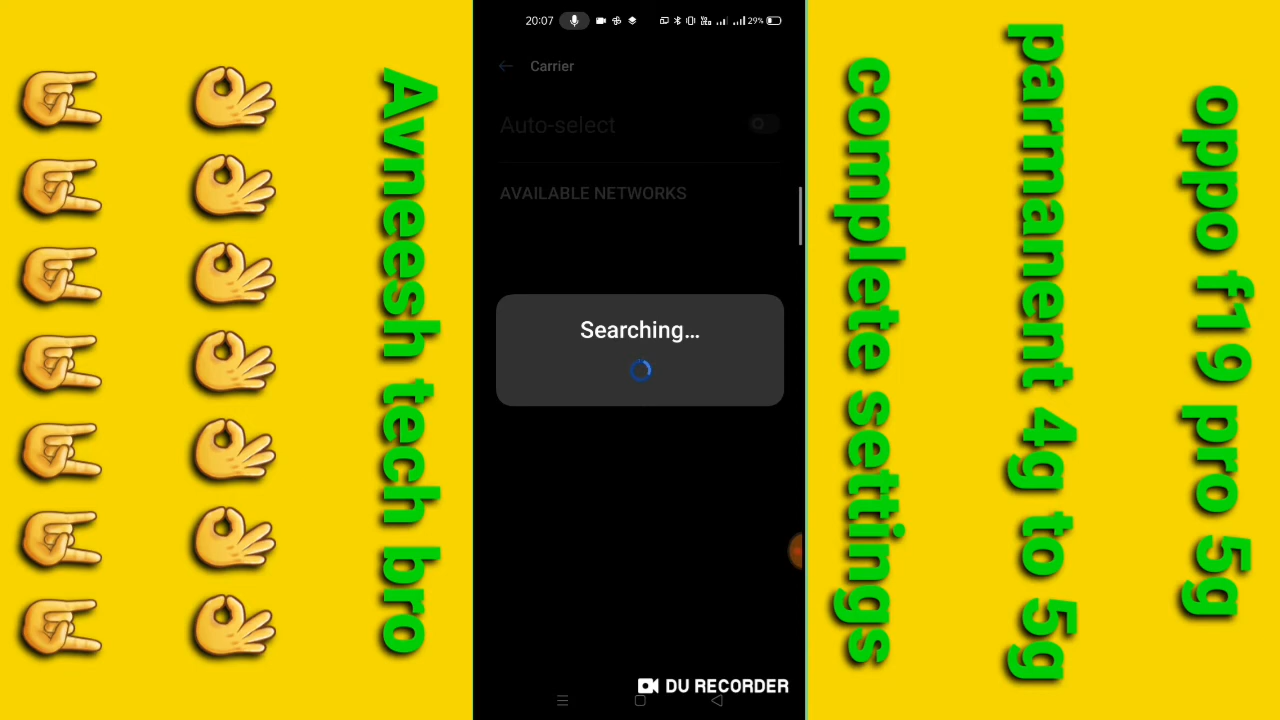 Avneesh tech bro
20:07
29%
Carrier
Auto-select
AVAILABLE NETWORKS
Searching...
DU RECORDER
oppo f19 pro 5g
parmanent 4g to 5g
complete settings